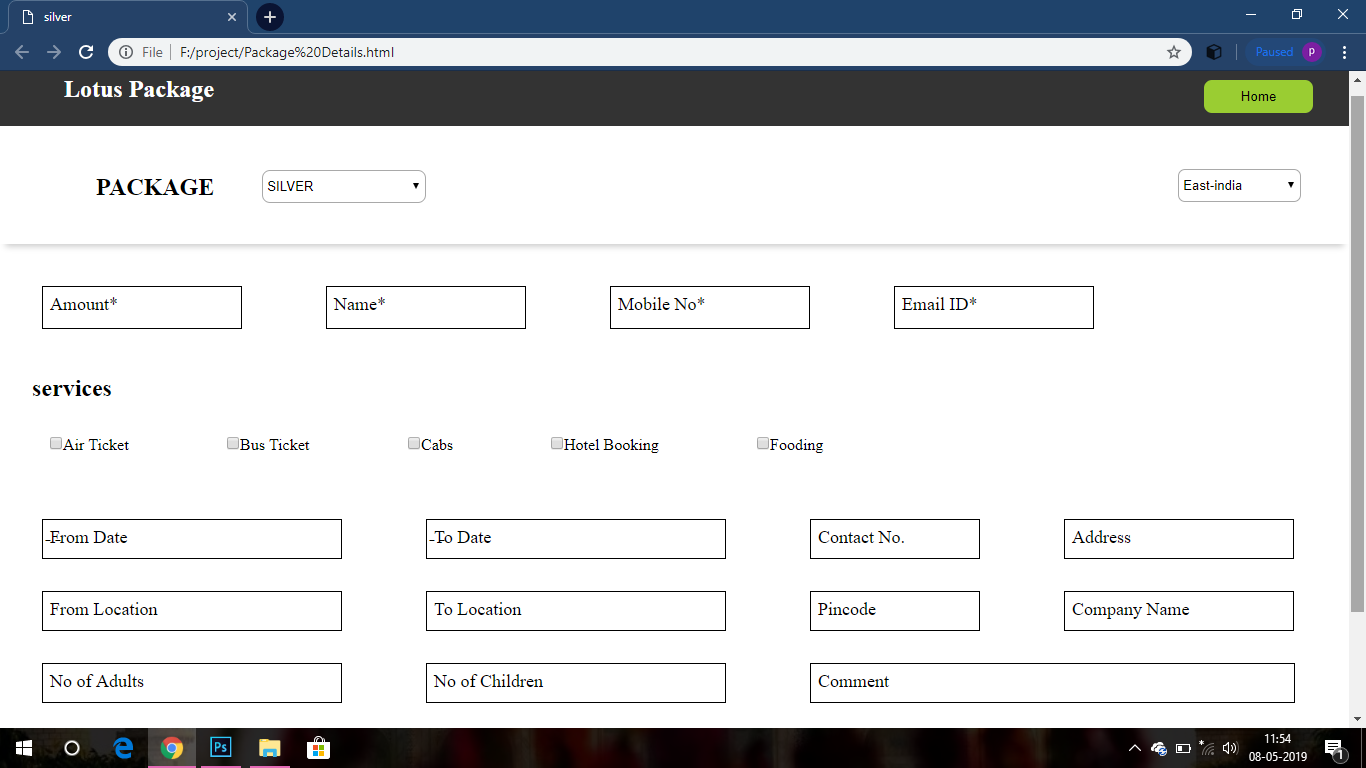 silver
File F:/project/Package%20Details.html
Paused p
Lotus Package
Home
PACKAGE SILVER East-india
Amount* Name* Mobile No* Email ID*
services
Air Ticket Bus Ticket Cabs Hotel Booking Fooding
From Date To Date Contact No. Address
From Location To Location Pincode Company Name
No of Adults No of Children Comment
Ps
11:54
08-05-2019
1